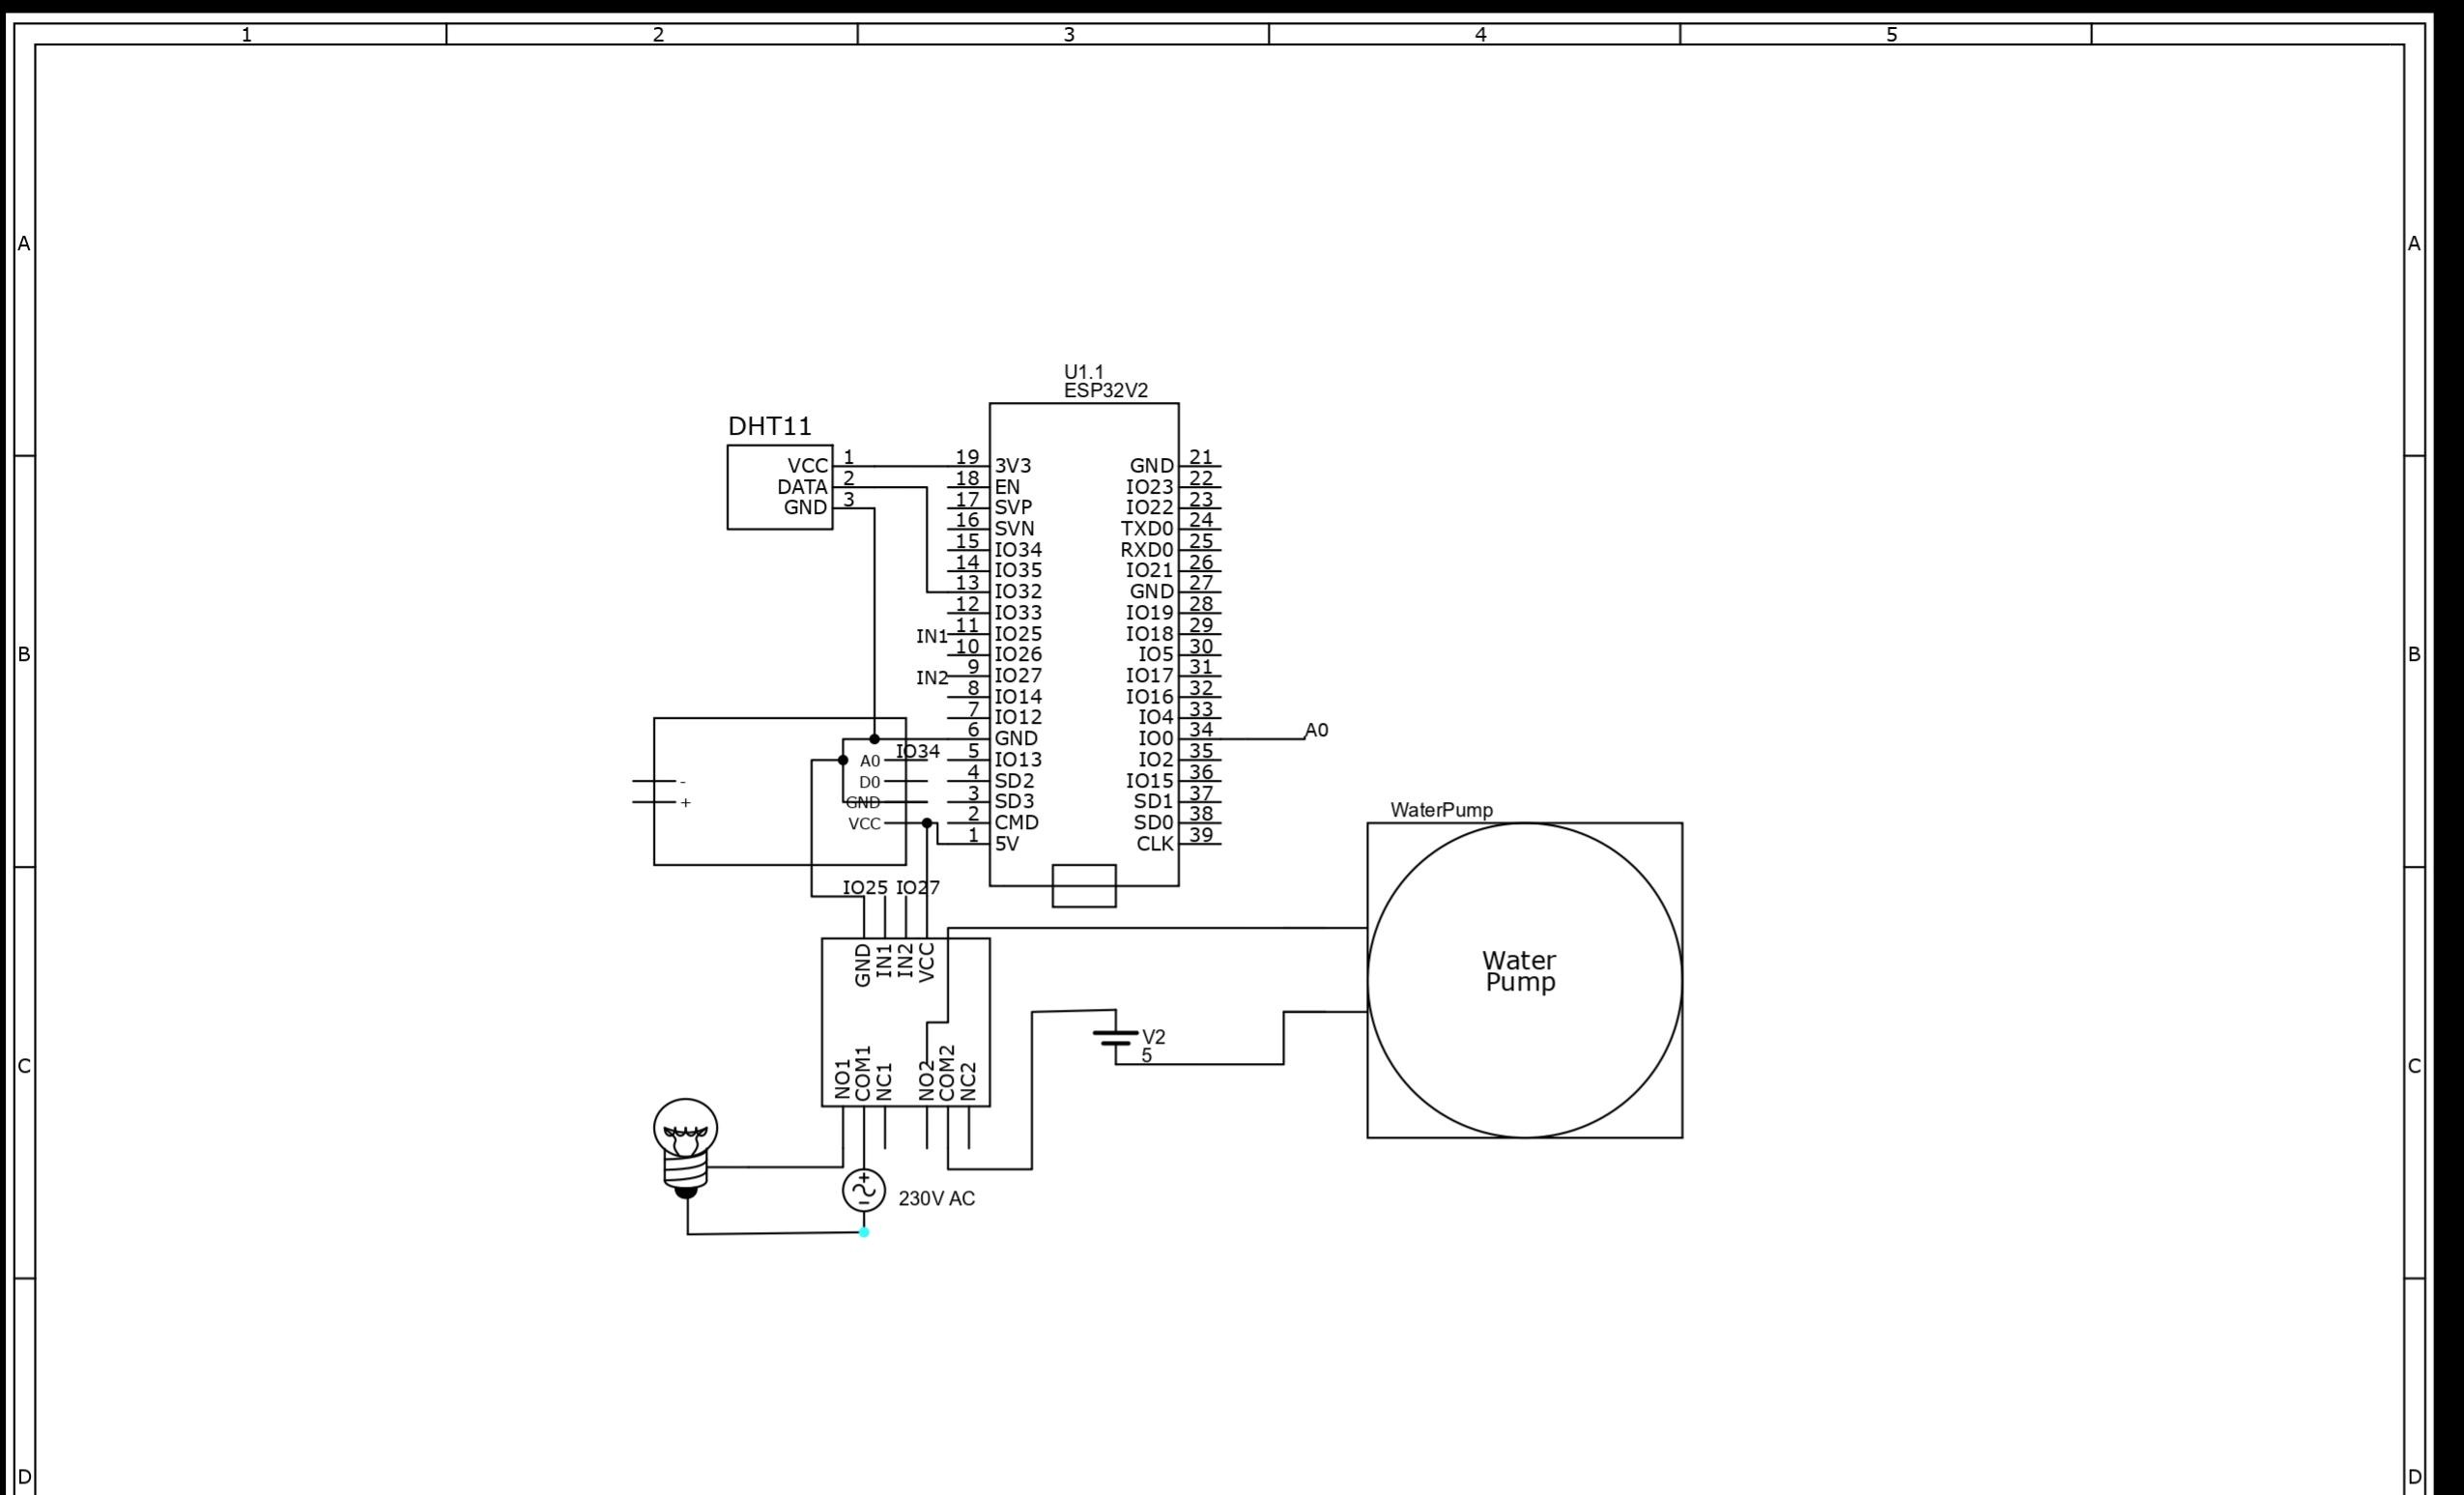 1 2 3 4 5
A A
U1.1
ESP32V2
DHT11
VCC 1 19 3V3 GND 21
DATA 2 18 EN IO23 22
GND 3 17 SVP IO22 23
16 SVN TXD0 24
15 IO34 RXD0 25
14 IO35 IO21 26
13 IO32 GND 27
12 IO33 IO19 28
IN1 11 IO25 IO18 29
B 10 IO26 IO5 30 B
IN2 9 IO27 IO17 31
8 IO14 IO16 32
7 IO12 IO4 33
6 GND IO0 34 A0
A0 IO34 5 IO13 IO2 35
- D0 4 SD2 IO15 36
+ GND 3 SD3 SD1 37
VCC 2 CMD SD0 38
1 5V CLK 39
WaterPump
IO25 IO27
GND IN1 IN2 VCC
Water
Pump
V2
5
C C
NO1 COM1 NC1 NO2 COM2 NC2
+
-
230V AC
D D